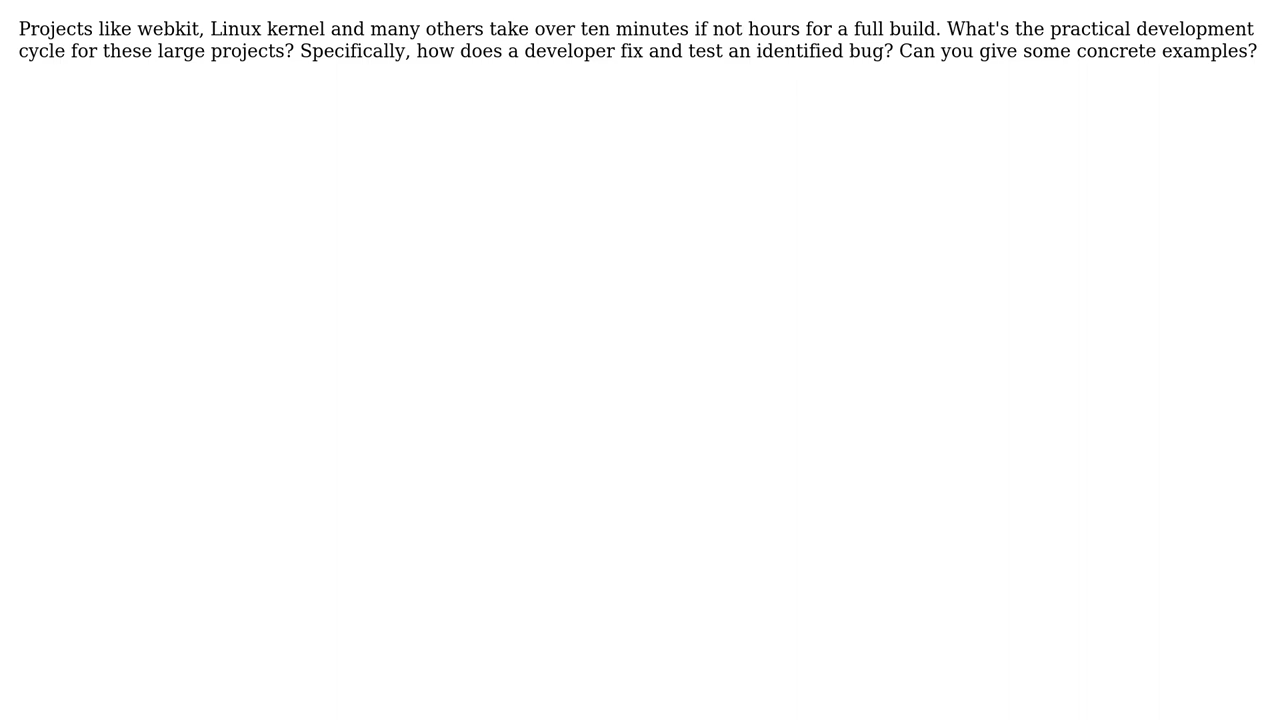 Projects like webkit, Linux kernel and many others take over ten minutes if not hours for a full build. What's the practical development
cycle for these large projects? Specifically, how does a developer fix and test an identified bug? Can you give some concrete examples?